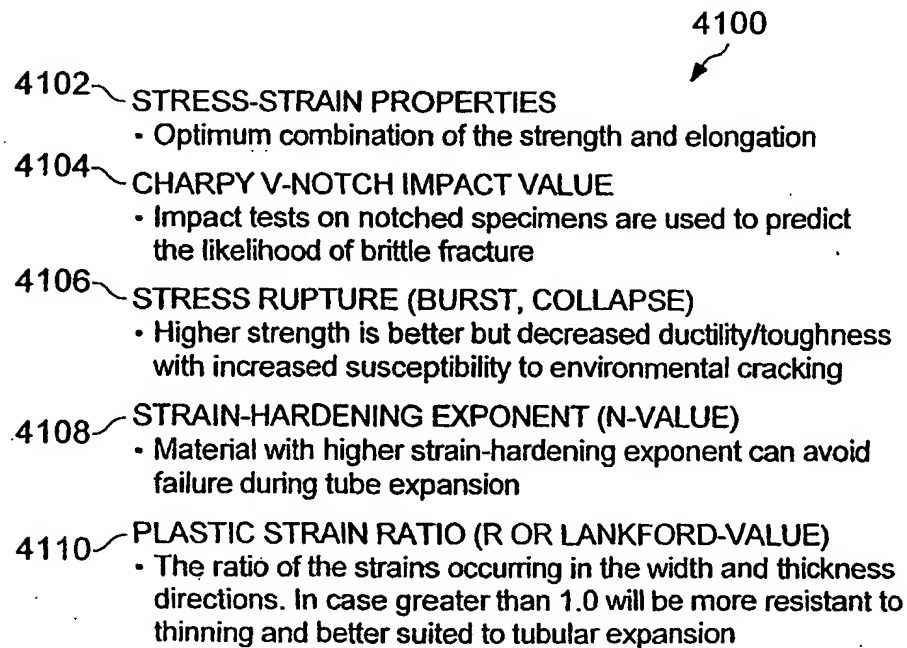 4100
4102 STRESS-STRAIN PROPERTIES
• Optimum combination of the strength and elongation
4104 CHARPY V-NOTCH IMPACT VALUE
• Impact tests on notched specimens are used to predict
the likelihood of brittle fracture
4106 STRESS RUPTURE (BURST, COLLAPSE)
• Higher strength is better but decreased ductility/toughness
with increased susceptibility to environmental cracking
4108 STRAIN-HARDENING EXPONENT (N-VALUE)
• Material with higher strain-hardening exponent can avoid
failure during tube expansion
4110 PLASTIC STRAIN RATIO (R OR LANKFORD-VALUE)
• The ratio of the strains occurring in the width and thickness
directions. In case greater than 1.0 will be more resistant to
thinning and better suited to tubular expansion